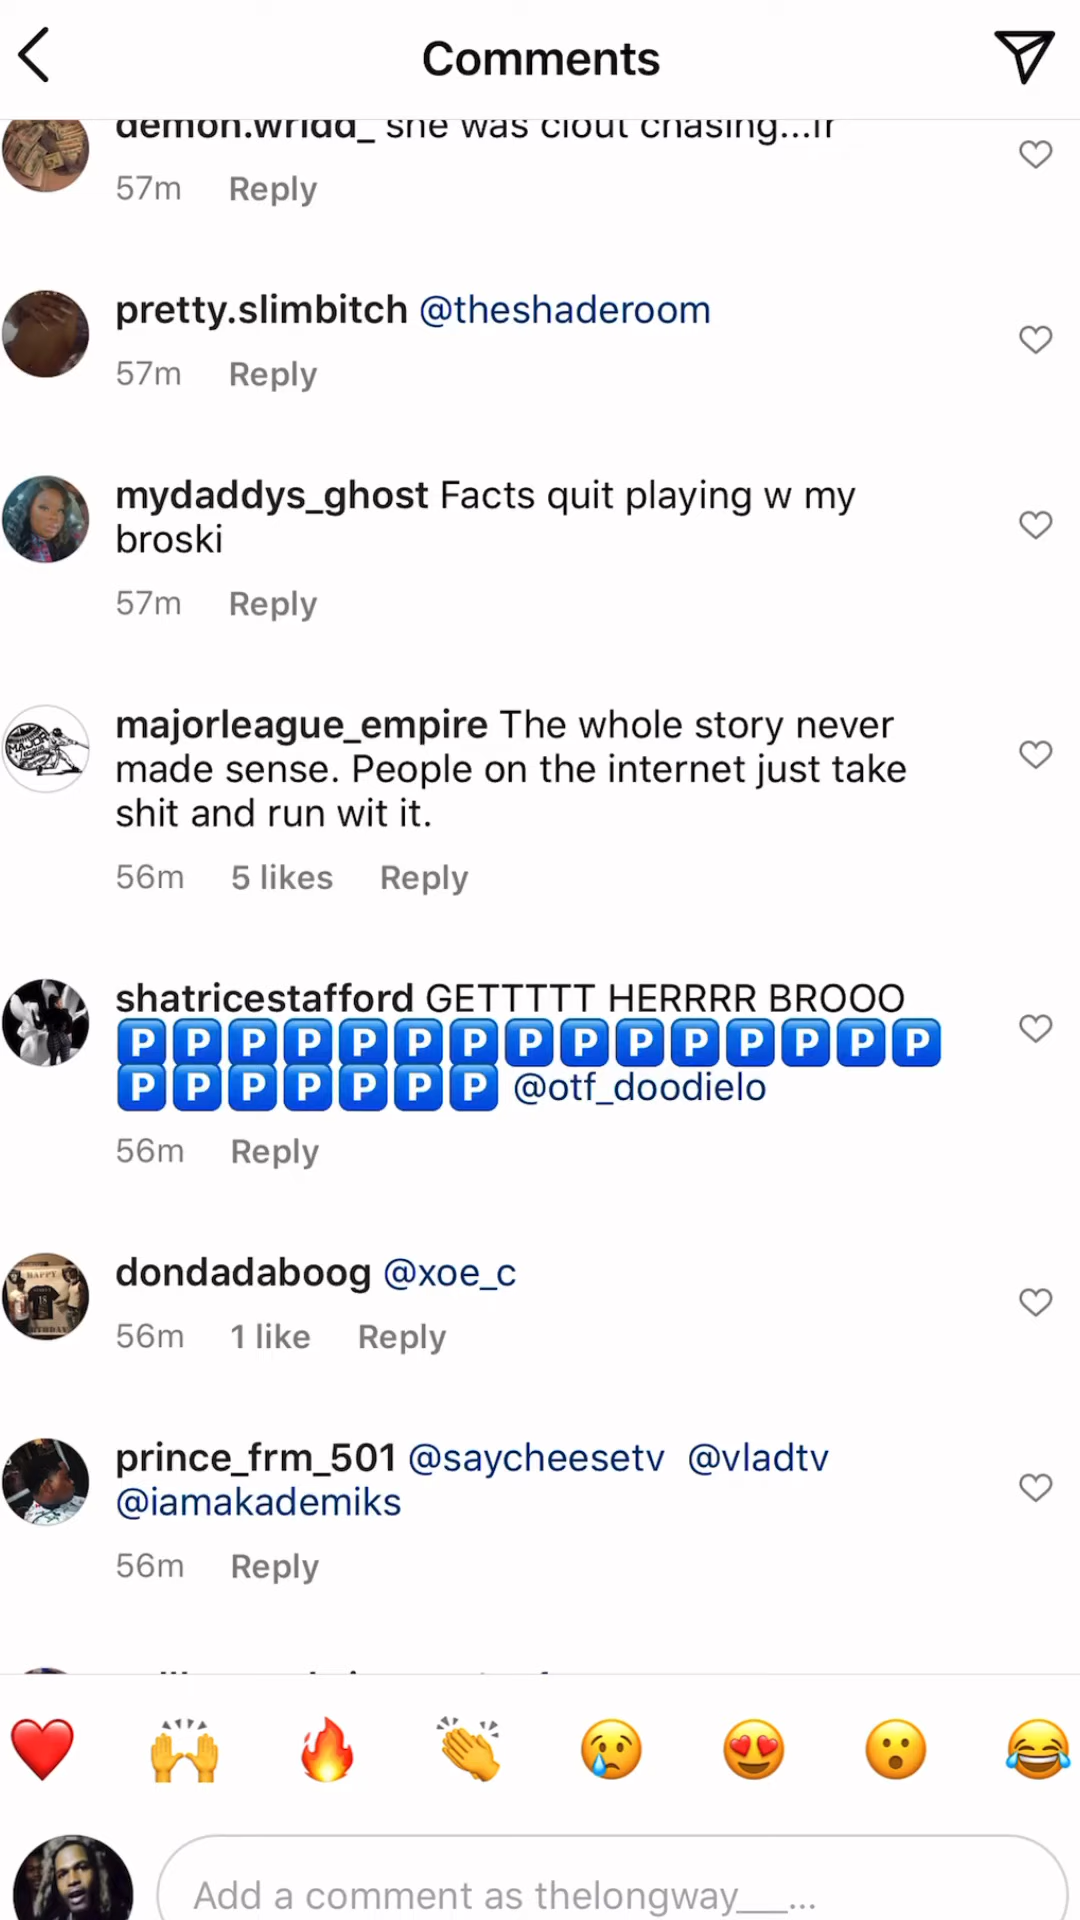 Comments
demon.wridd_ she was clout chasing...fr
57m Reply
pretty.slimbitch @theshaderoom
57m Reply
mydaddys_ghost Facts quit playing w my
broski
57m Reply
majorleague_empire The whole story never
made sense. People on the internet just take
shit and run wit it.
56m 5 likes Reply
shatricestafford GETTTTT HERRRR BROOO
🅿️🅿️🅿️🅿️🅿️🅿️🅿️🅿️🅿️🅿️🅿️🅿️🅿️🅿️🅿️
🅿️🅿️🅿️🅿️🅿️🅿️🅿️ @otf_doodielo
56m Reply
dondadaboog @xoe_c
56m 1 like Reply
prince_frm_501 @saycheesetv @vladtv
@iamakademiks
56m Reply
Add a comment as thelongway___...